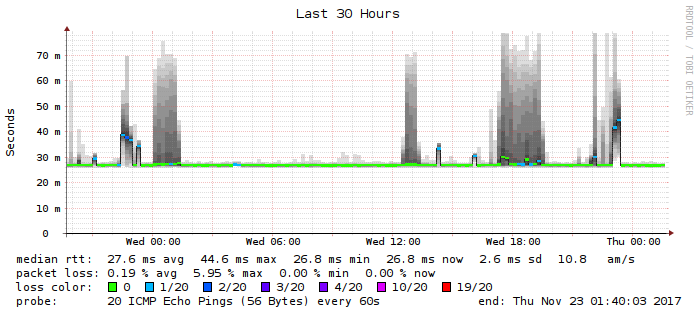 Last 30 Hours
RRDTOOL / TOBI OETIKER
Seconds
70 m
60 m
50 m
40 m
30 m
20 m
10 m
0
Wed 00:00 Wed 06:00 Wed 12:00 Wed 18:00 Thu 00:00
median rtt: 27.6 ms avg 44.6 ms max 26.8 ms min 26.8 ms now 2.6 ms sd 10.8 am/s
packet loss: 0.19 % avg 5.95 % max 0.00 % min 0.00 % now
loss color: 0 1/20 2/20 3/20 4/20 10/20 19/20
probe: 20 ICMP Echo Pings (56 Bytes) every 60s end: Thu Nov 23 01:40:03 2017